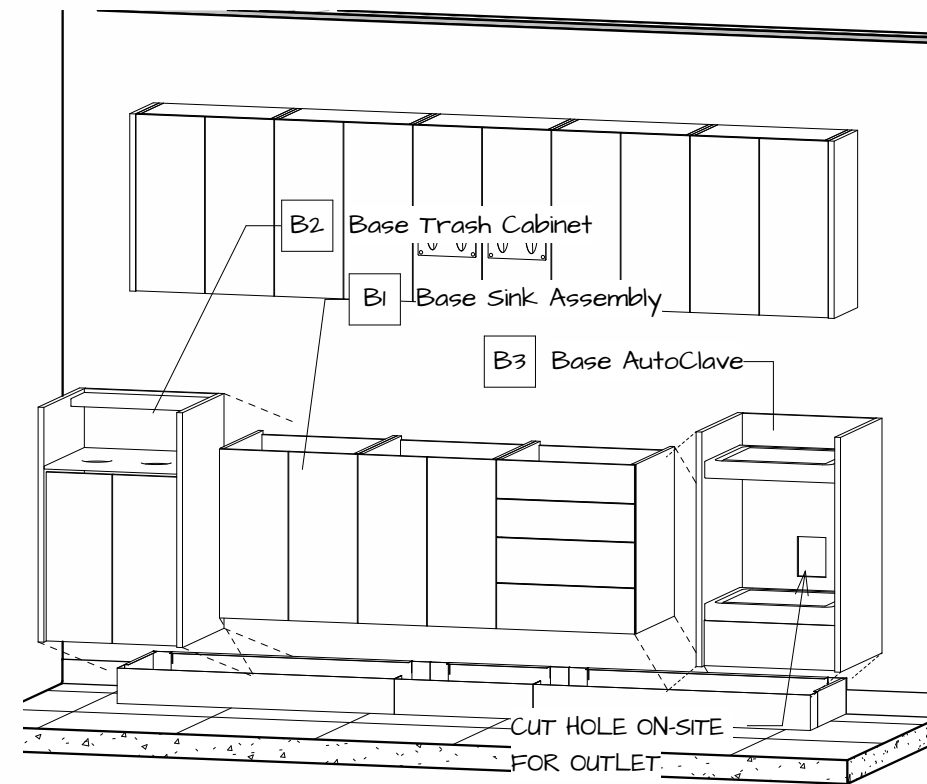 B2 Base Trash Cabinet
B1 Base Sink Assembly
B3 Base AutoClave
CUT HOLE ON-SITE
FOR OUTLET